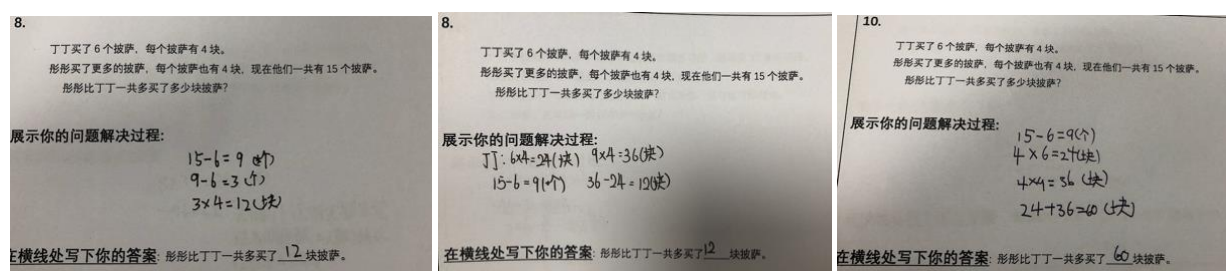 8.
丁丁买了6个披萨，每个披萨有4块。
彤彤买了更多的披萨，每个披萨也有4块，现在他们一共有15个披萨。
彤彤比丁丁一共多买了多少块披萨？
展示你的问题解决过程:
15-6=9(个)
9-6=3(个)
3×4=12(块)
在横线处写下你的答案: 彤彤比丁丁一共多买了 12 块披萨。
8.
丁丁买了6个披萨，每个披萨有4块。
彤彤买了更多的披萨，每个披萨也有4块，现在他们一共有15个披萨。
彤彤比丁丁一共多买了多少块披萨？
展示你的问题解决过程:
丁丁: 6×4=24(块) 9×4=36(块)
15-6=9(个) 36-24=12(块)
在横线处写下你的答案: 彤彤比丁丁一共多买了 12 块披萨。
10.
丁丁买了6个披萨，每个披萨有4块。
彤彤买了更多的披萨，每个披萨也有4块，现在他们一共有15个披萨。
彤彤比丁丁一共多买了多少块披萨？
展示你的问题解决过程:
15-6=9(个)
4×6=24(块)
4×9=36(块)
24+36=60(块)
在横线处写下你的答案: 彤彤比丁丁一共多买了 60 块披萨。